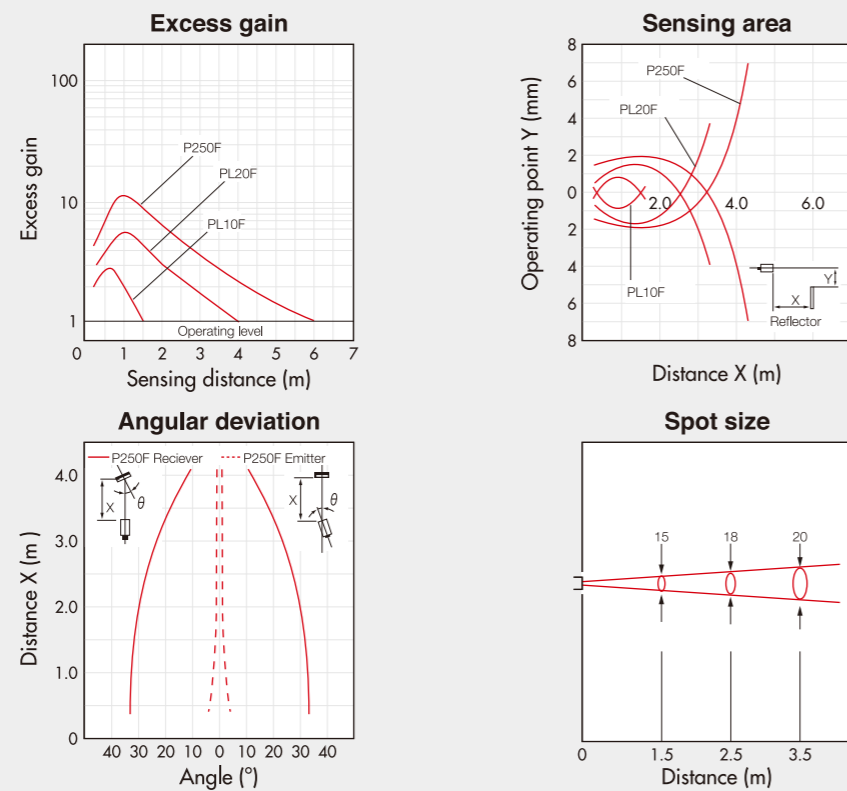 Excess gain
Excess gain
100
10
1
P250F
PL20F
PL10F
Operating level
0 1 2 3 4 5 6 7
Sensing distance (m)
Sensing area
Operating point Y (mm)
8
6
4
2
0
2
4
6
8
P250F
PL20F
2.0 4.0 6.0
PL10F
Y
X
Reflector
Distance X (m)
Angular deviation
Distance X (m )
4.0
3.0
2.0
1.0
0
P250F Reciever P250F Emitter
X θ
X θ
40 30 20 10 0 10 20 30 40
Angle (°)
Spot size
15 18 20
0 1.5 2.5 3.5
Distance (m)